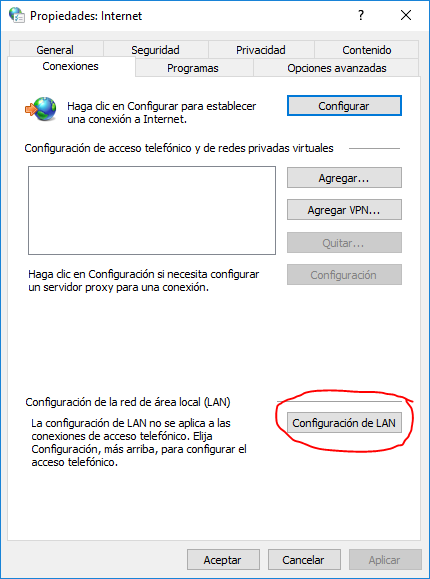 Propiedades: Internet
General
Seguridad
Privacidad
Contenido
Conexiones
Programas
Opciones avanzadas
Haga clic en Configurar para establecer
una conexión a Internet.
Configurar
Configuración de acceso telefónico y de redes privadas virtuales
Agregar...
Agregar VPN...
Quitar...
Haga clic en Configuración si necesita configurar
un servidor proxy para una conexión.
Configuración
Configuración de la red de área local (LAN)
La configuración de LAN no se aplica a las
conexiones de acceso telefónico. Elija
Configuración, más arriba, para configurar el
acceso telefónico.
Configuración de LAN
Aceptar
Cancelar
Aplicar